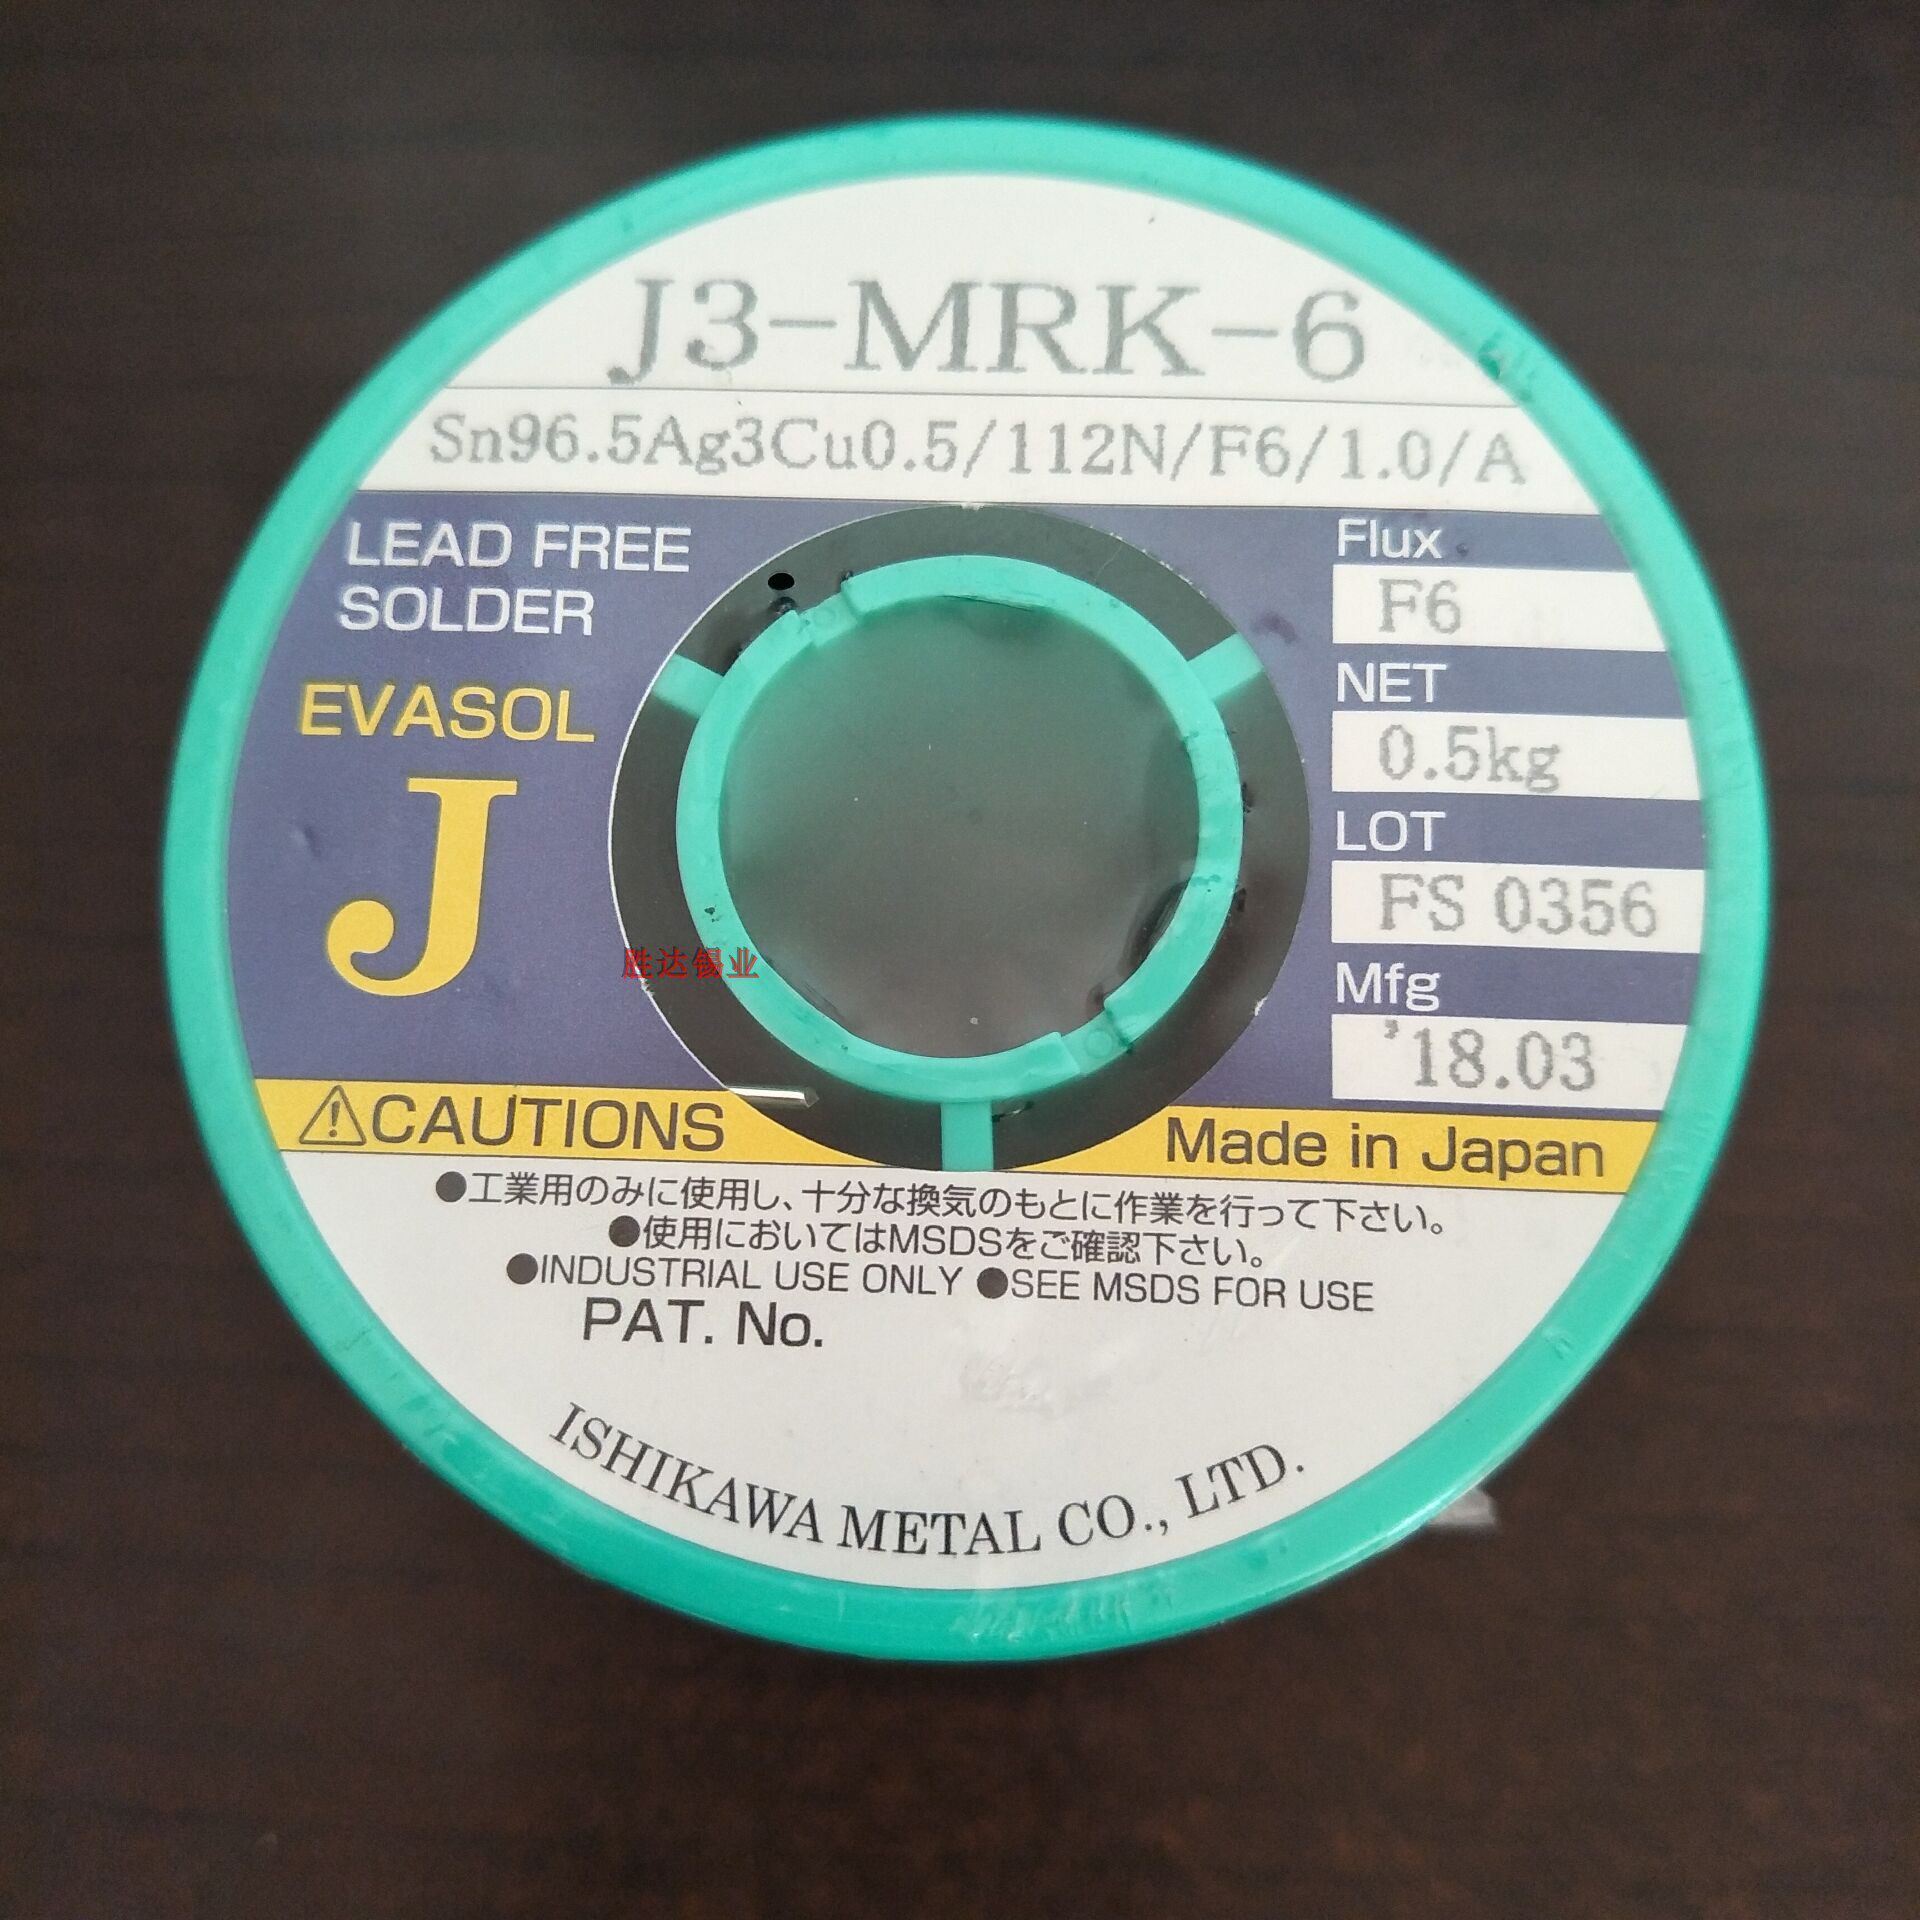 J3-MRK-6
Sn96.5Ag3Cu0.5/112N/F6/1.0/A
LEAD FREE
SOLDER
EVASOL
J
Flux
F6
NET
0.5kg
LOT
FS 0356
Mfg
'18.03
胜达锡业
⚠CAUTIONS
Made in Japan
●工業用のみに使用し、十分な換気のもとに作業を行って下さい。
●使用においてはMSDSをご確認下さい。
●INDUSTRIAL USE ONLY ●SEE MSDS FOR USE
PAT. No.
ISHIKAWA METAL CO., LTD.